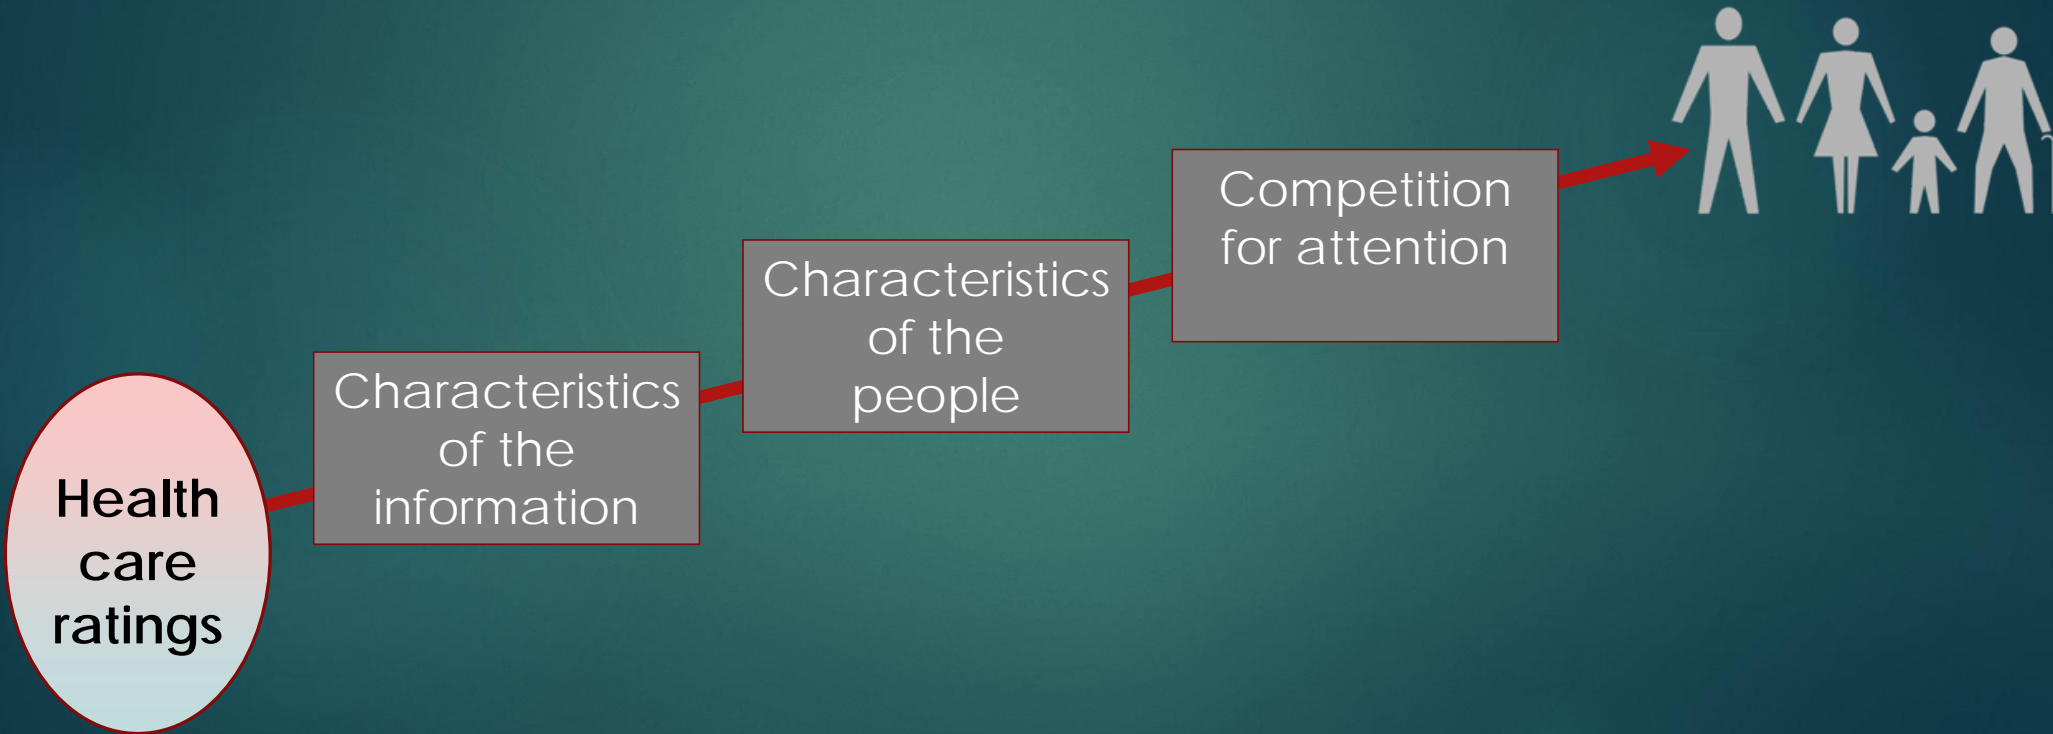 Health
care
ratings
Characteristics
of the
information
Characteristics
of the
people
Competition
for attention